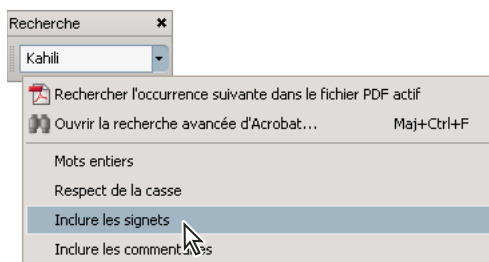 Recherche
Kahili
Rechercher l'occurrence suivante dans le fichier PDF actif
Ouvrir la recherche avancée d'Acrobat... Maj+Ctrl+F
Mots entiers
Respect de la casse
Inclure les signets
Inclure les commentaires